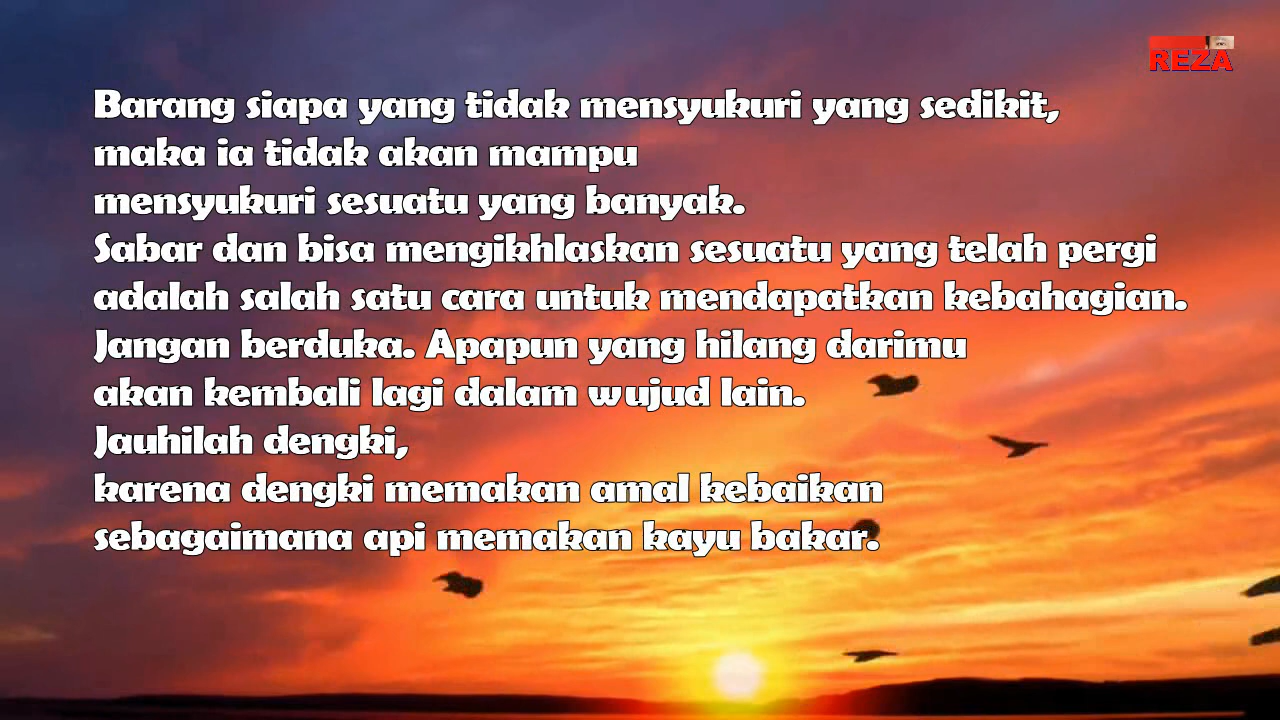 REZA
Barang siapa yang tidak mensyukuri yang sedikit,
maka ia tidak akan mampu
mensyukuri sesuatu yang banyak.
Sabar dan bisa mengikhlaskan sesuatu yang telah pergi
adalah salah satu cara untuk mendapatkan kebahagian.
Jangan berduka. Apapun yang hilang darimu
akan kembali lagi dalam wujud lain.
Jauhilah dengki,
karena dengki memakan amal kebaikan
sebagaimana api memakan kayu bakar.